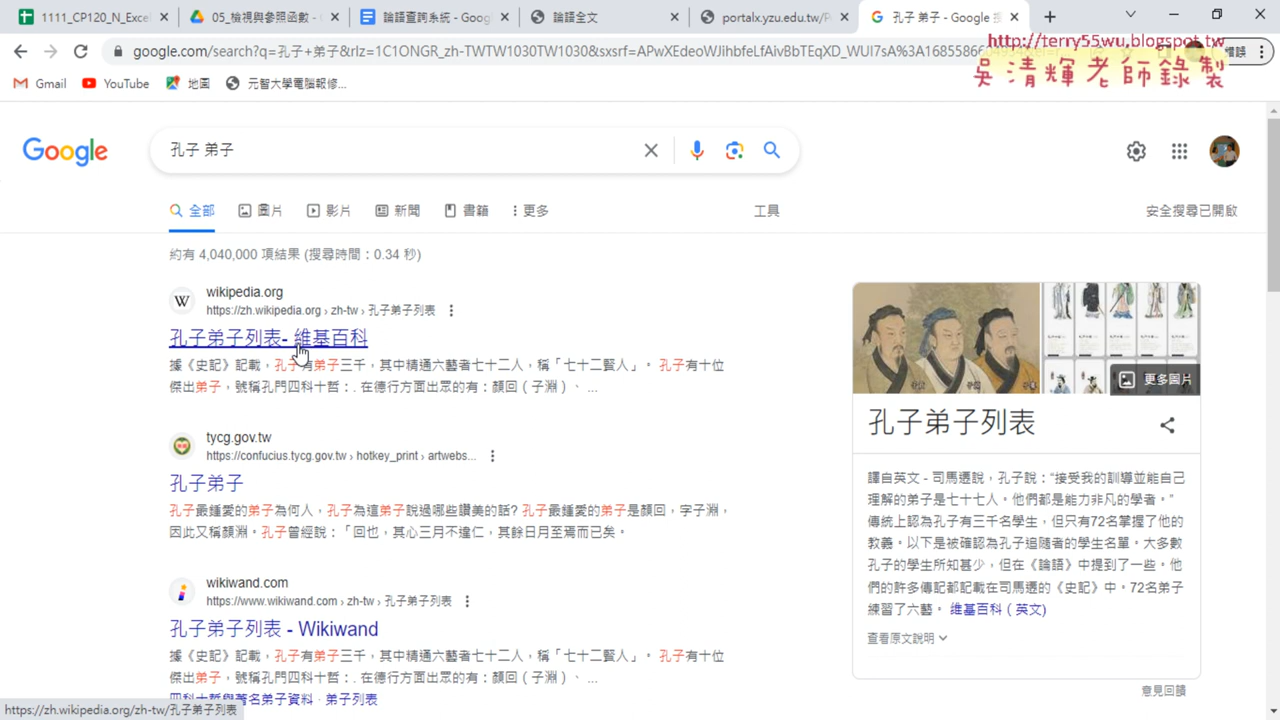 1111_CP120_N_Excel
05_檢視與參照函數 -
論語查詢系統 - Goog
論語全文
portalx.yzu.edu.tw/P
孔子 弟子 - Google 搜
google.com/search?q=孔子+弟子&rlz=1C1ONGR_zh-TWTW1030TW1030&sxsrf=APwXEdeoWJihbfeLfAivBbTEqXD_WUl7sA%3A16855866
http://terry55wu.blogspot.tw
吳清輝老師錄製
Gmail
YouTube
地圖
元智大學電腦報修...
Google
孔子 弟子
全部
圖片
影片
新聞
書籍
更多
工具
安全搜尋已開啟
約有 4,040,000 項結果 (搜尋時間：0.34 秒)
wikipedia.org
https://zh.wikipedia.org › zh-tw › 孔子弟子列表
孔子弟子列表- 維基百科
據《史記》記載，孔子有弟子三千，其中精通六藝者七十二人，稱「七十二賢人」。 孔子有十位
傑出弟子，號稱孔門四科十哲：. 在德行方面出眾的有：顏回（子淵）、 ...
tycg.gov.tw
https://confucius.tycg.gov.tw › hotkey_print › artwebs...
孔子弟子
孔子最鍾愛的弟子為何人，孔子為這弟子說過哪些讚美的話? 孔子最鍾愛的弟子是顏回，字子淵，
因此又稱顏淵。孔子曾經說：「回也，其心三月不違仁，其餘日月至焉而已矣。
wikiwand.com
https://www.wikiwand.com › zh-tw › 孔子弟子列表
孔子弟子列表 - Wikiwand
據《史記》記載，孔子有弟子三千，其中精通六藝者七十二人，稱「七十二賢人」。 孔子有十位
傑出弟子，號稱孔門四科十哲：. 在德行方面出眾的有：顏回（子淵）、 ...
四科十哲與著名弟子資料 · 弟子列表
更多圖片
孔子弟子列表
譯自英文 - 司馬遷說，孔子說：“接受我的訓導並能自己
理解的弟子是七十七人。他們都是能力非凡的學者。”
傳統上認為孔子有三千名學生，但只有72名掌握了他的
教義。以下是被確認為孔子追隨者的學生名單。大多數
孔子的學生所知甚少，但在《論語》中提到了一些。他
們的許多傳記都記載在司馬遷的《史記》中。72名弟子
練習了六藝。 維基百科（英文）
查看原文說明
意見回饋
https://zh.wikipedia.org/zh-tw/孔子弟子列表